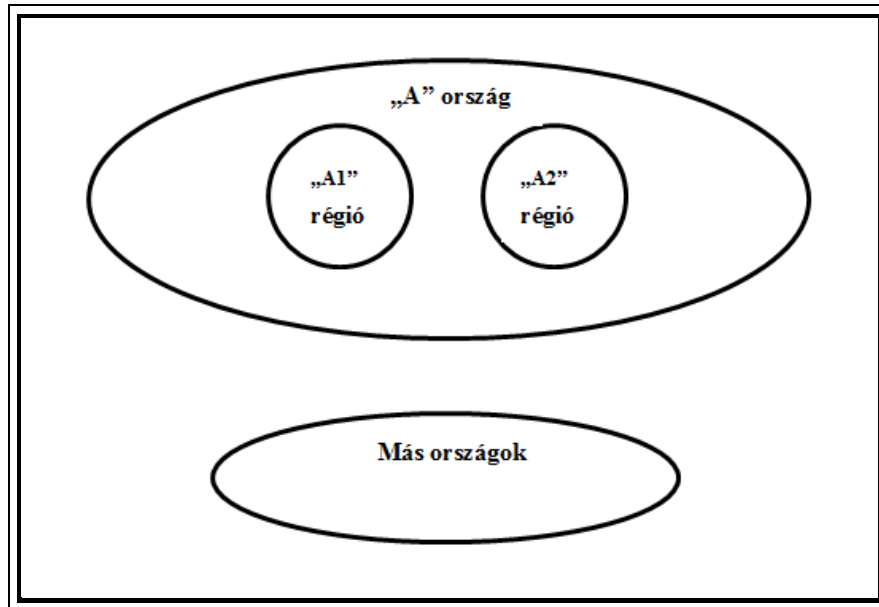 „A” ország
„A1”
régió
„A2”
régió
Más országok